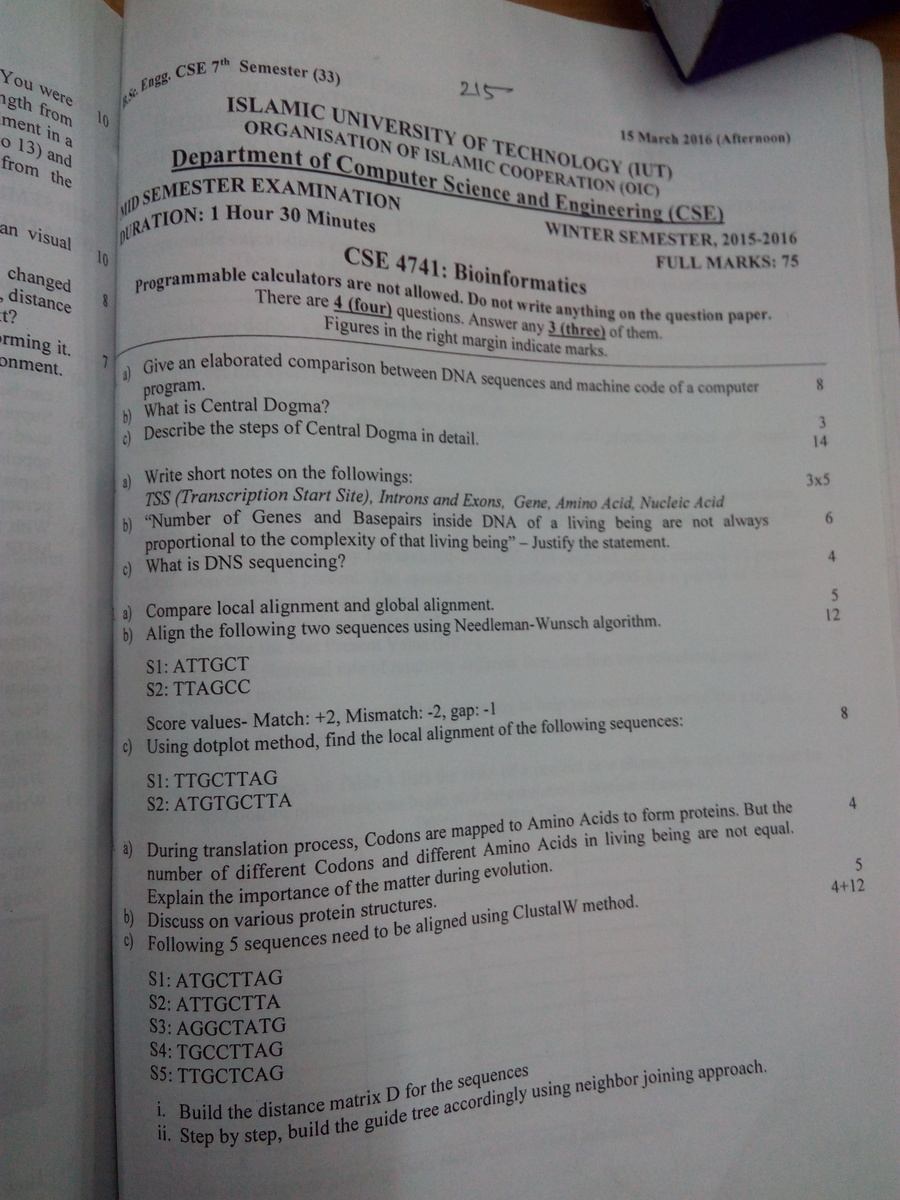 You were
ngth from
ment in a
o 13) and
from the
10
an visual
10
changed
, distance
8
t?
rming it.
onment.
7
B.Sc. Engg. CSE 7th Semester (33)
215
ISLAMIC UNIVERSITY OF TECHNOLOGY (IUT)
15 March 2016 (Afternoon)
ORGANISATION OF ISLAMIC COOPERATION (OIC)
Department of Computer Science and Engineering (CSE)
MID SEMESTER EXAMINATION
WINTER SEMESTER, 2015-2016
DURATION: 1 Hour 30 Minutes
FULL MARKS: 75
CSE 4741: Bioinformatics
Programmable calculators are not allowed. Do not write anything on the question paper.
There are 4 (four) questions. Answer any 3 (three) of them.
Figures in the right margin indicate marks.
a) Give an elaborated comparison between DNA sequences and machine code of a computer 8
program.
b) What is Central Dogma? 3
c) Describe the steps of Central Dogma in detail. 14
a) Write short notes on the followings: 3x5
TSS (Transcription Start Site), Introns and Exons, Gene, Amino Acid, Nucleic Acid
b) “Number of Genes and Basepairs inside DNA of a living being are not always 6
proportional to the complexity of that living being” – Justify the statement.
c) What is DNS sequencing? 4
a) Compare local alignment and global alignment. 5
b) Align the following two sequences using Needleman-Wunsch algorithm. 12
S1: ATTGCT
S2: TTAGCC
Score values- Match: +2, Mismatch: -2, gap: -1
c) Using dotplot method, find the local alignment of the following sequences: 8
S1: TTGCTTAG
S2: ATGTGCTTA
a) During translation process, Codons are mapped to Amino Acids to form proteins. But the 4
number of different Codons and different Amino Acids in living being are not equal.
Explain the importance of the matter during evolution.
b) Discuss on various protein structures. 5
c) Following 5 sequences need to be aligned using ClustalW method. 4+12
S1: ATGCTTAG
S2: ATTGCTTA
S3: AGGCTATG
S4: TGCCTTAG
S5: TTGCTCAG
i. Build the distance matrix D for the sequences
ii. Step by step, build the guide tree accordingly using neighbor joining approach.